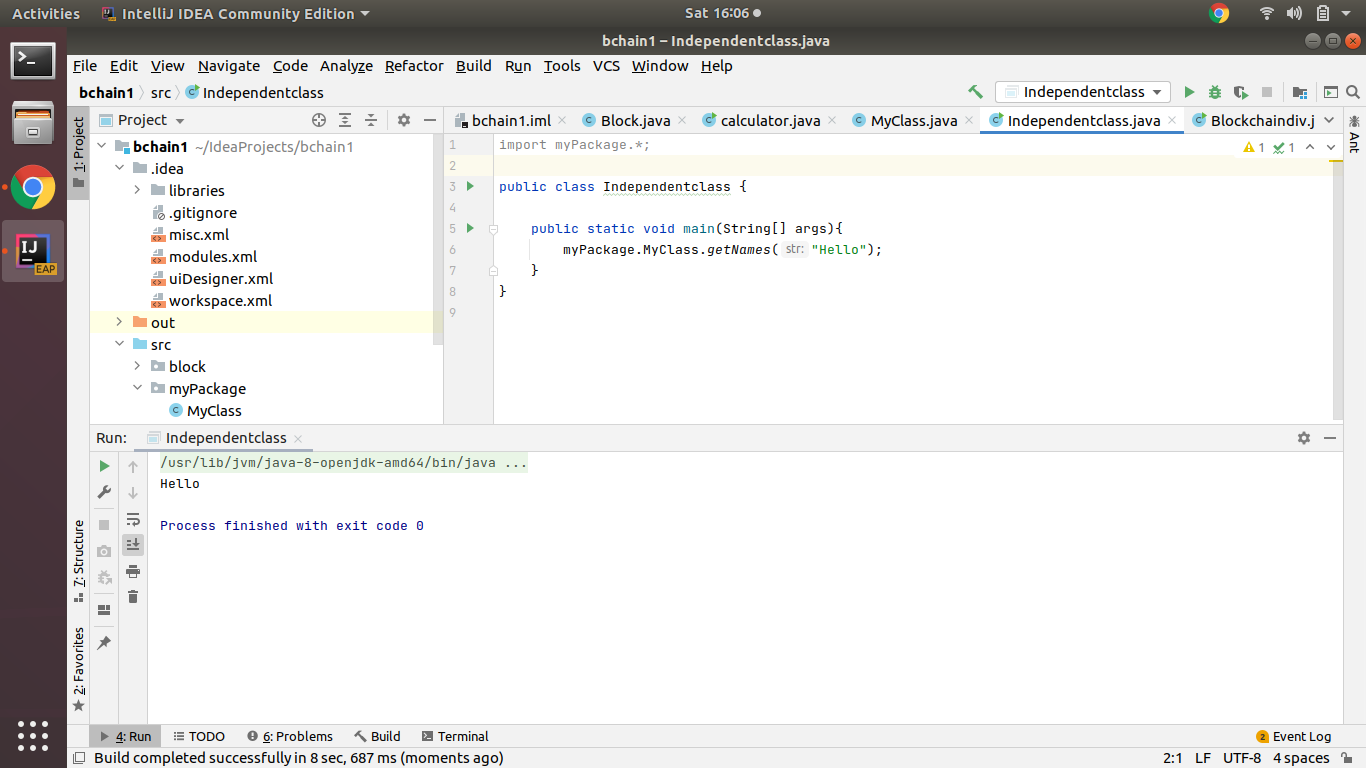 Activities IntelliJ IDEA Community Edition Sat 16:06
bchain1 – Independentclass.java
File Edit View Navigate Code Analyze Refactor Build Run Tools VCS Window Help
bchain1 src Independentclass Independentclass
1: Project
Project
bchain1 ~/IdeaProjects/bchain1
.idea
libraries
.gitignore
misc.xml
modules.xml
uiDesigner.xml
workspace.xml
out
src
block
myPackage
MyClass
bchain1.iml Block.java calculator.java MyClass.java Independentclass.java Blockchaindiv.j
Ant
1 import myPackage.*; 1 1
2
3 public class Independentclass {
4
5 public static void main(String[] args){
6 myPackage.MyClass.getNames( str: "Hello");
7 }
8 }
9
IJ
EAP
Run: Independentclass
/usr/lib/jvm/java-8-openjdk-amd64/bin/java ...
Hello
Process finished with exit code 0
7: Structure
2: Favorites
4: Run TODO 6: Problems Build Terminal 2 Event Log
Build completed successfully in 8 sec, 687 ms (moments ago) 2:1 LF UTF-8 4 spaces